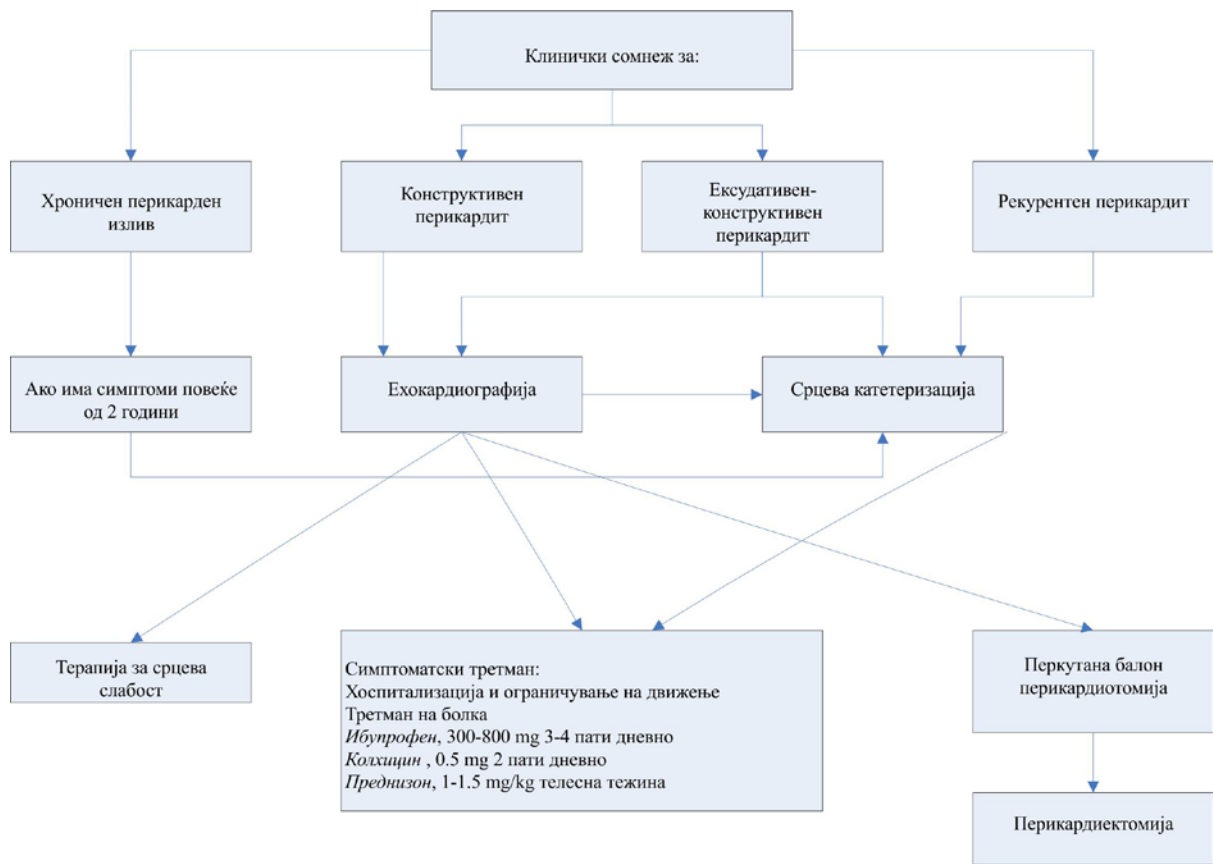 Клинички сомнеж за:
Хроничен перикарден
излив
Конструктивен
перикардит
Ексудативен-
конструктивен
перикардит
Рекурентен перикардит
Ако има симптоми повеќе
од 2 години
Ехокардиографија
Срцева катетеризација
Терапија за срцева
слабост
Симптоматски третман:
Хоспитализација и ограничување на движење
Третман на болка
Ибупрофен, 300-800 mg 3-4 пати дневно
Колхицин , 0.5 mg 2 пати дневно
Преднизон, 1-1.5 mg/kg телесна тежина
Перкутана балон
перикардиотомија
Перикардиектомија